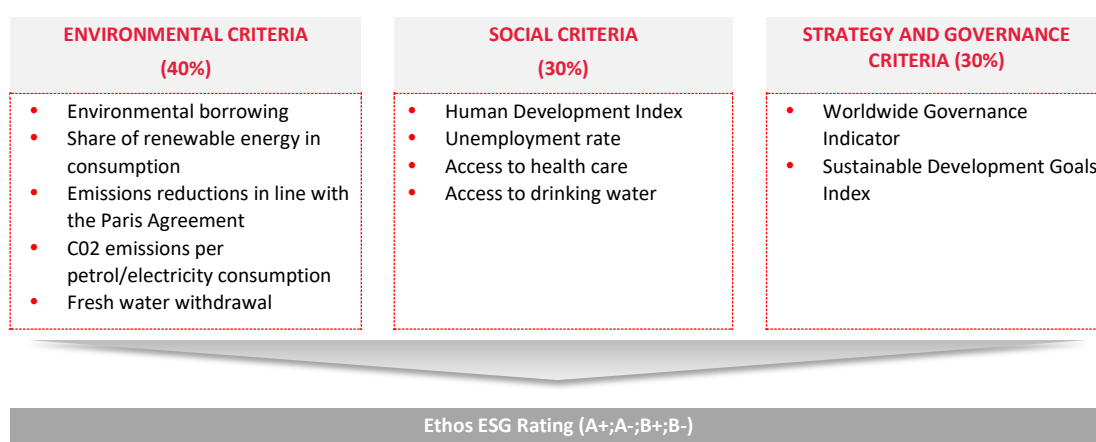 ENVIRONMENTAL CRITERIA
(40%)
• Environmental borrowing
• Share of renewable energy in
consumption
• Emissions reductions in line with
the Paris Agreement
• C02 emissions per
petrol/electricity consumption
• Fresh water withdrawal
SOCIAL CRITERIA
(30%)
• Human Development Index
• Unemployment rate
• Access to health care
• Access to drinking water
STRATEGY AND GOVERNANCE
CRITERIA (30%)
• Worldwide Governance
Indicator
• Sustainable Development Goals
Index
Ethos ESG Rating (A+;A-;B+;B-)